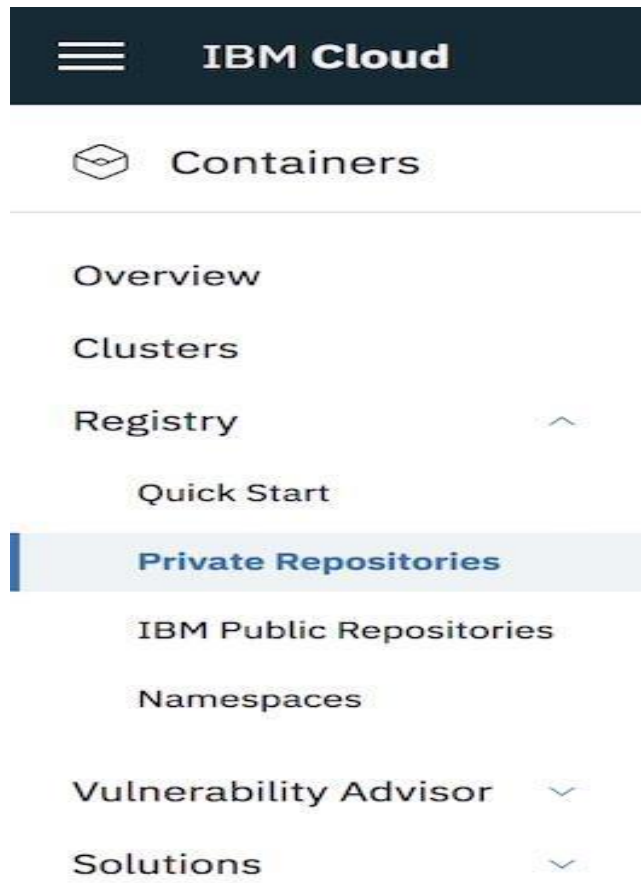 IBM Cloud
Containers
Overview
Clusters
Registry
Quick Start
Private Repositories
IBM Public Repositories
Namespaces
Vulnerability Advisor
Solutions